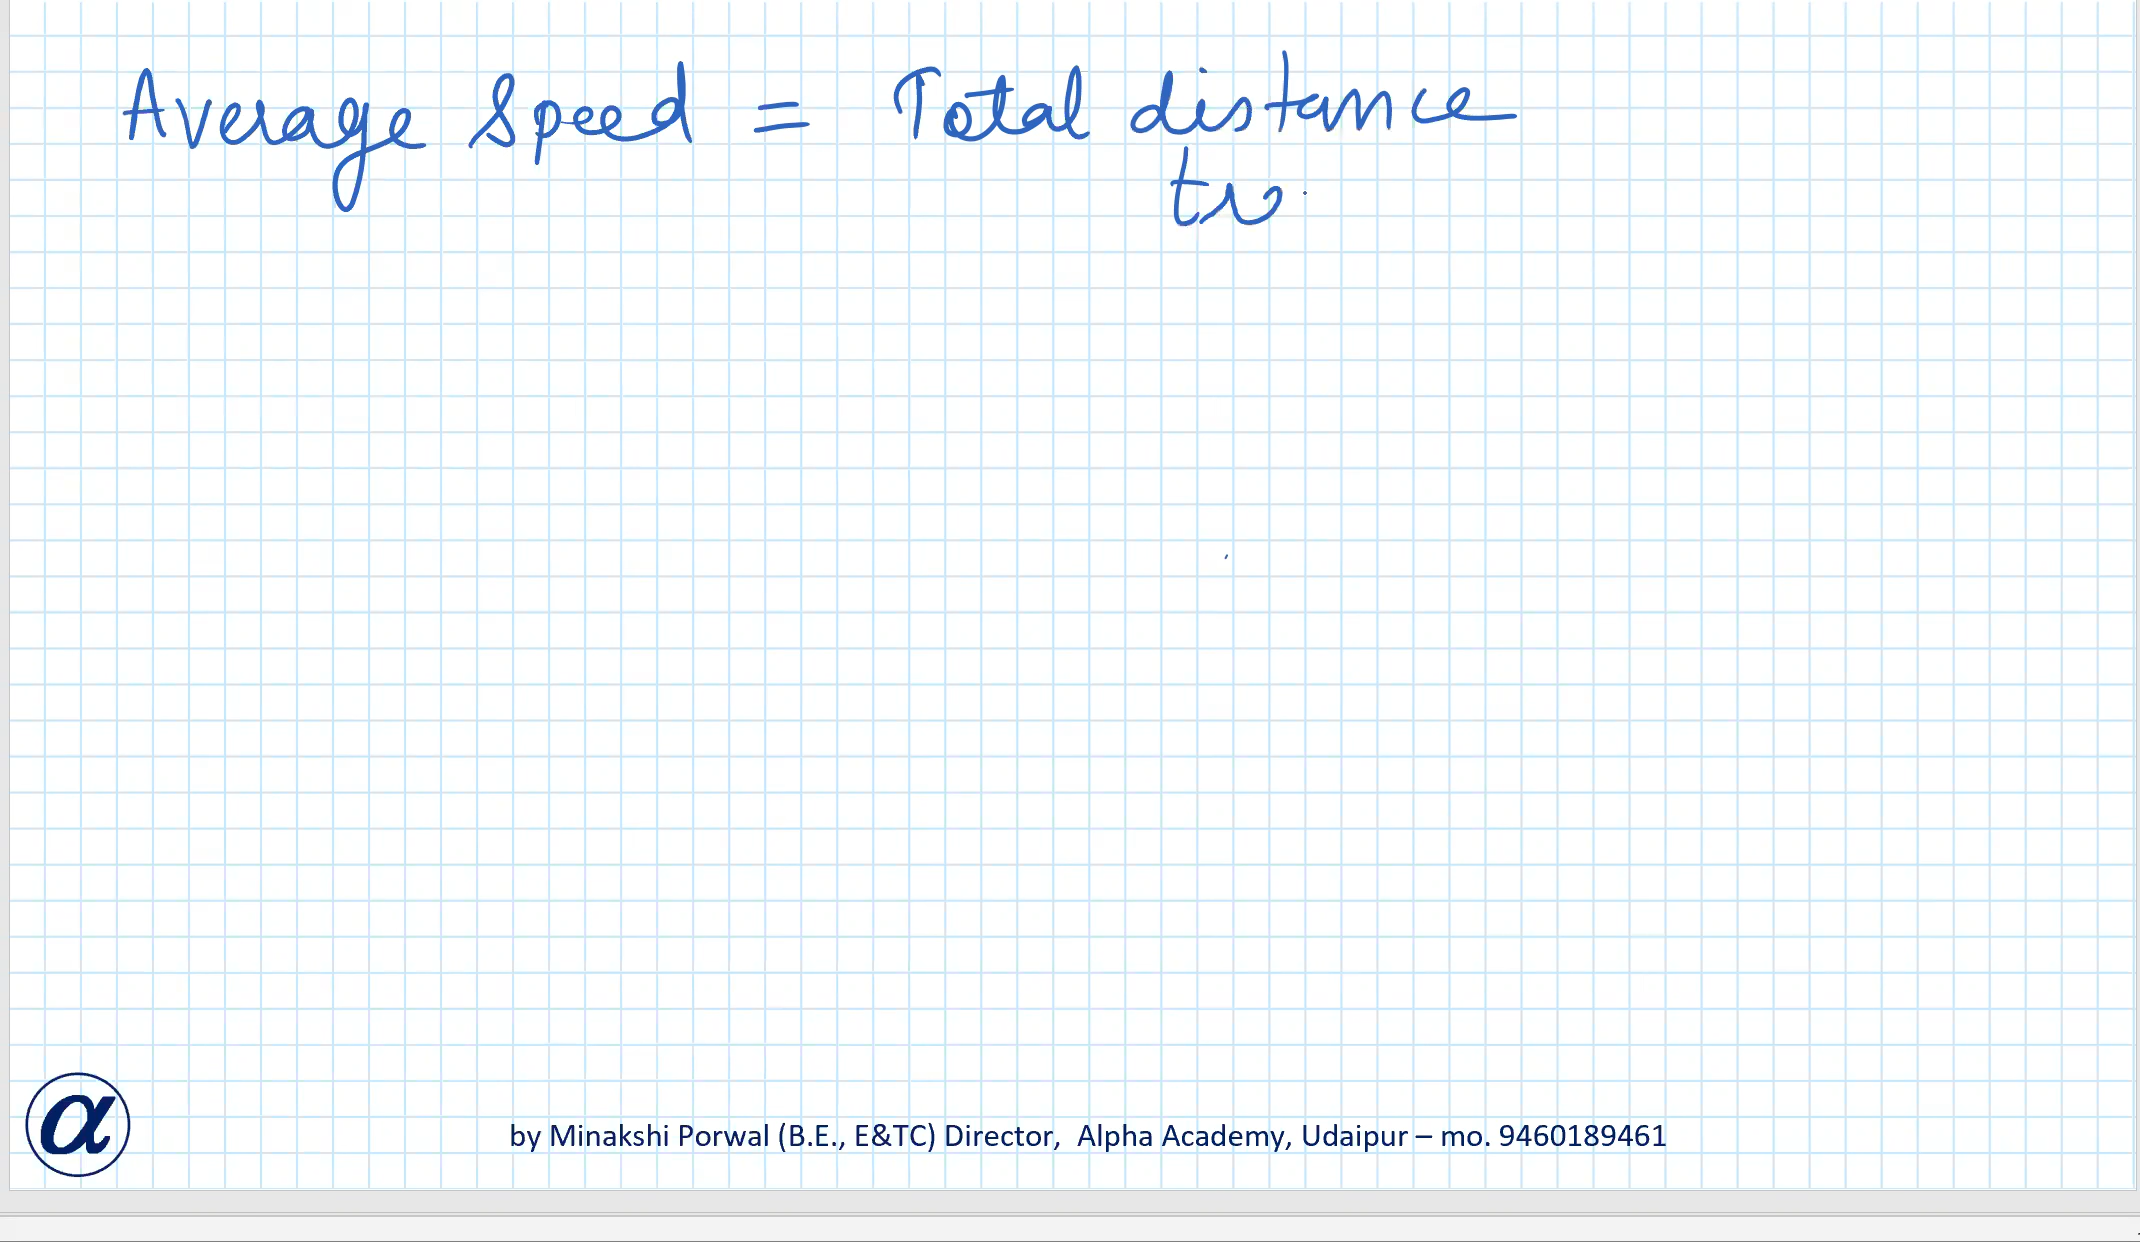 Average Speed = Total distance
tr
α
by Minakshi Porwal (B.E., E&TC) Director, Alpha Academy, Udaipur – mo. 9460189461